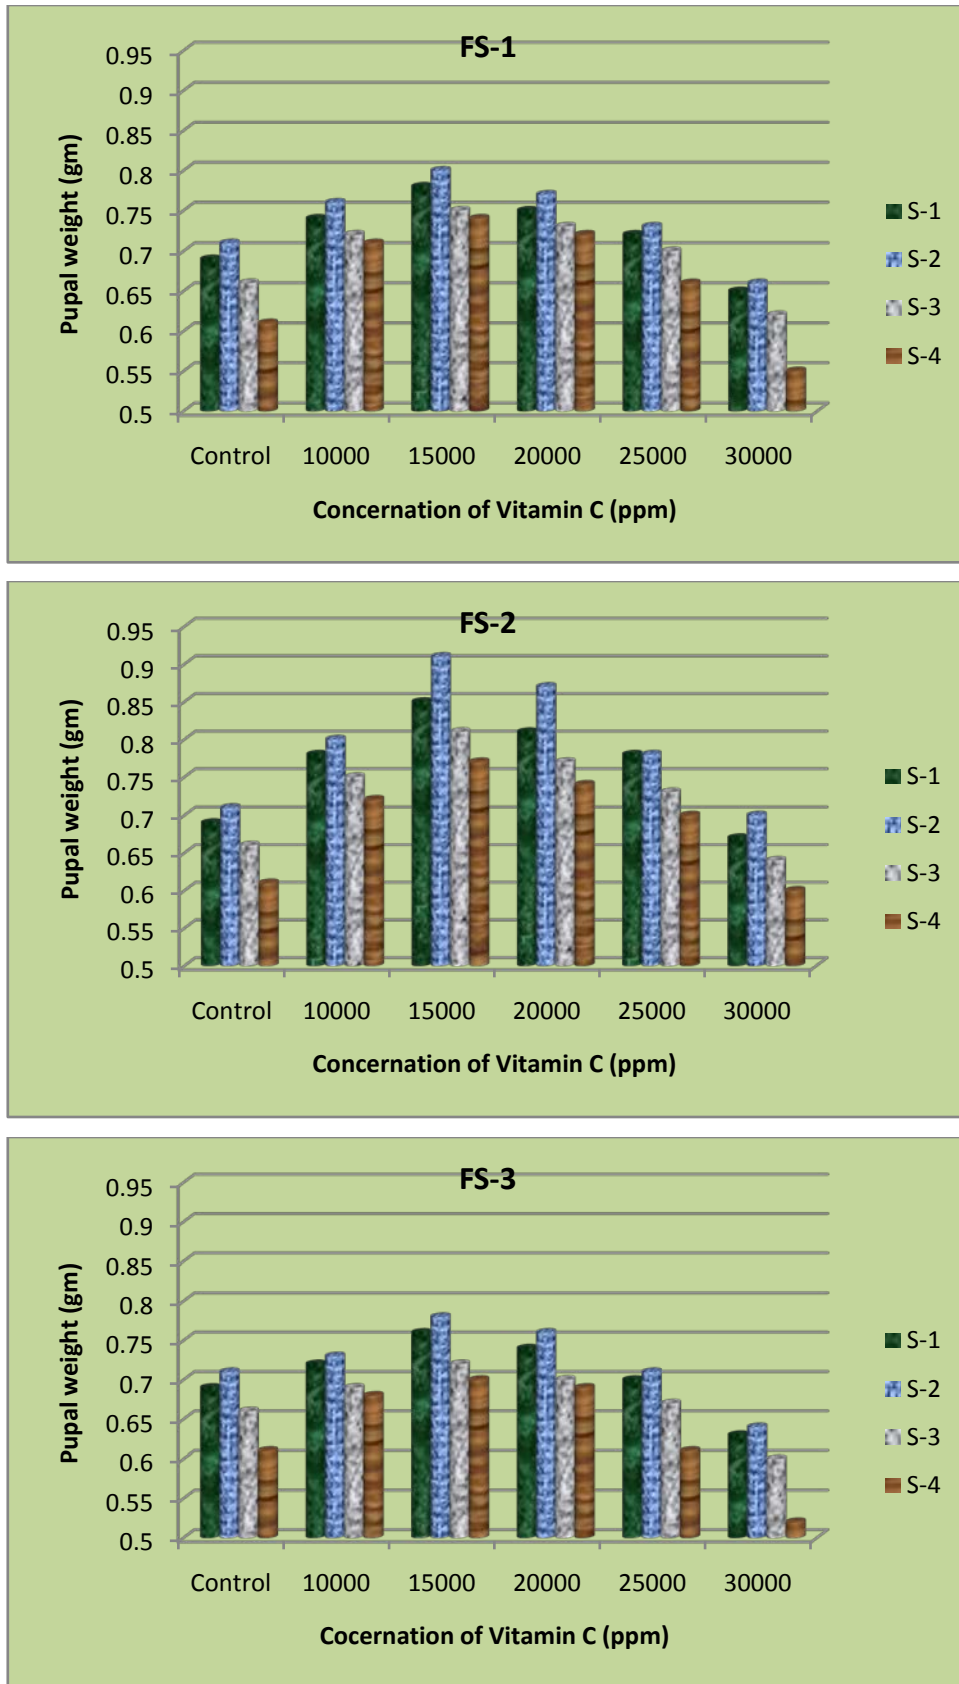 FS-1
0.95
0.9
0.85
0.8
0.75
0.7
0.65
0.6
0.55
0.5
Pupal weight (gm)
Control 10000 15000 20000 25000 30000
Concernation of Vitamin C (ppm)
S-1
S-2
S-3
S-4
FS-2
0.95
0.9
0.85
0.8
0.75
0.7
0.65
0.6
0.55
0.5
Pupal weight (gm)
Control 10000 15000 20000 25000 30000
Concernation of Vitamin C (ppm)
S-1
S-2
S-3
S-4
FS-3
0.95
0.9
0.85
0.8
0.75
0.7
0.65
0.6
0.55
0.5
Pupal weight (gm)
Control 10000 15000 20000 25000 30000
Cocernation of Vitamin C (ppm)
S-1
S-2
S-3
S-4